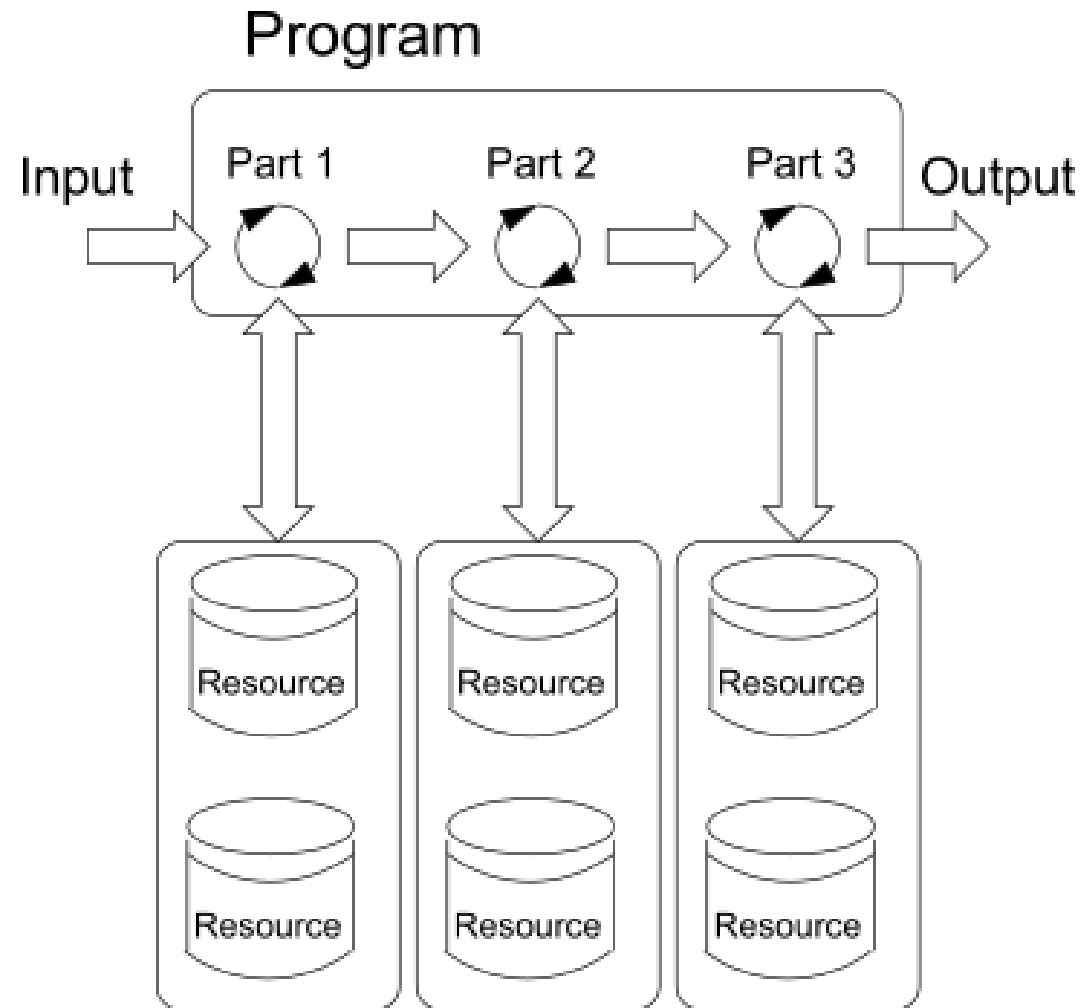 Program
Input
Part 1
Part 2
Part 3
Output
Resource
Resource
Resource
Resource
Resource
Resource